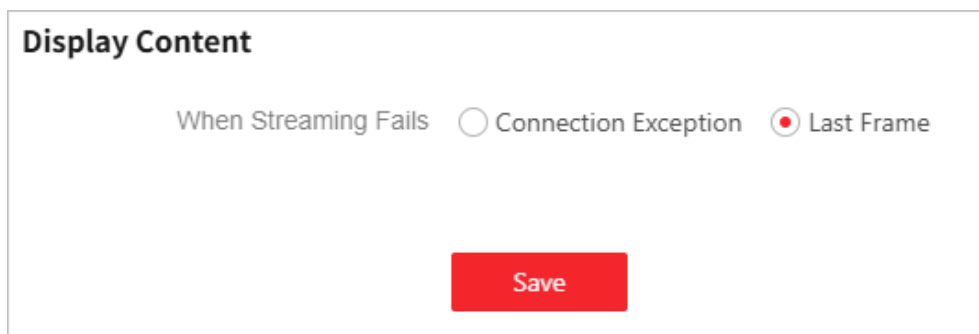 Display Content
When Streaming Fails Connection Exception Last Frame
Save